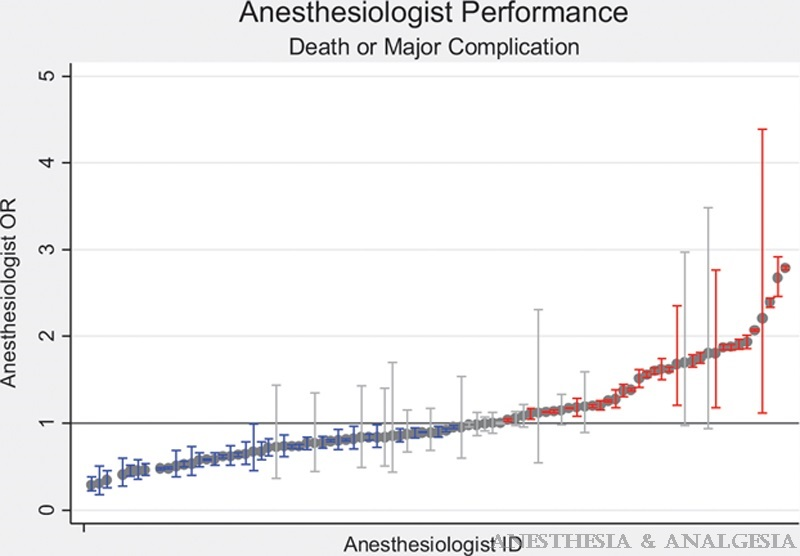 Anesthesiologist Performance
Death or Major Complication
Anesthesiologist OR
5
4
3
2
1
0
Anesthesiologist ID
ANESTHESIA & ANALGESIA